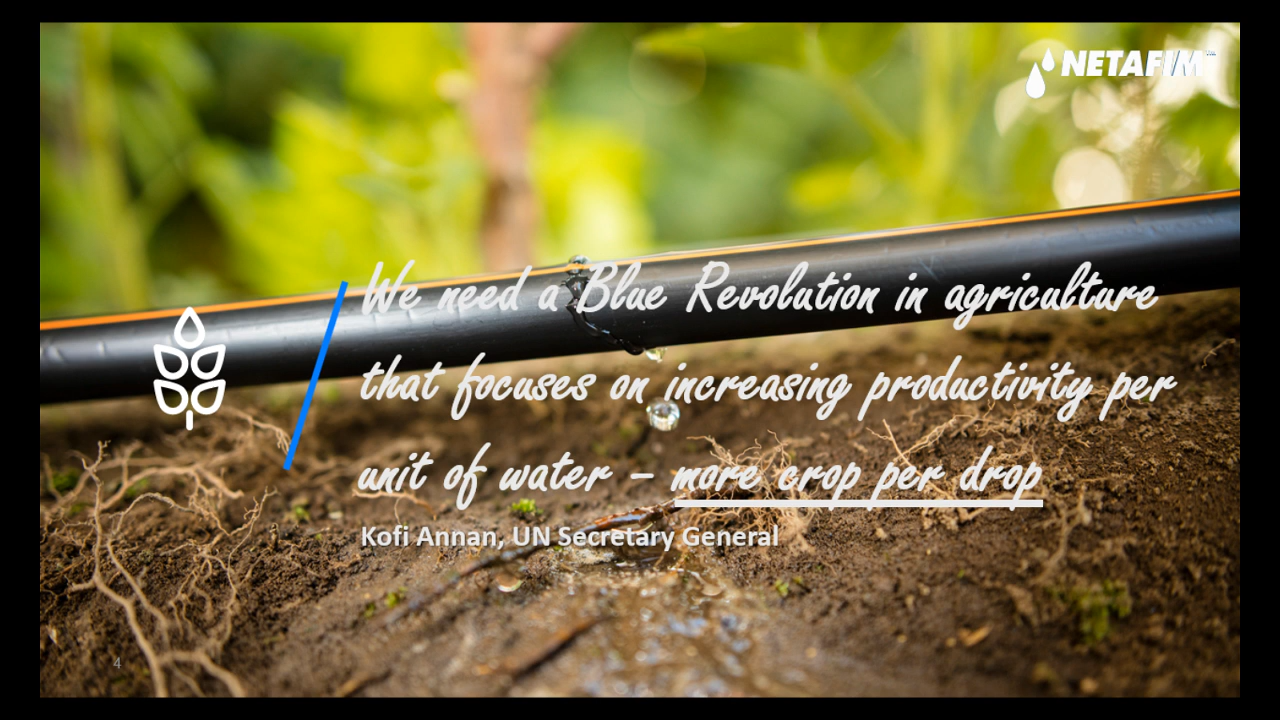 NETAFIM™
We need a Blue Revolution in agriculture
that focuses on increasing productivity per
unit of water – more crop per drop
Kofi Annan, UN Secretary General
4